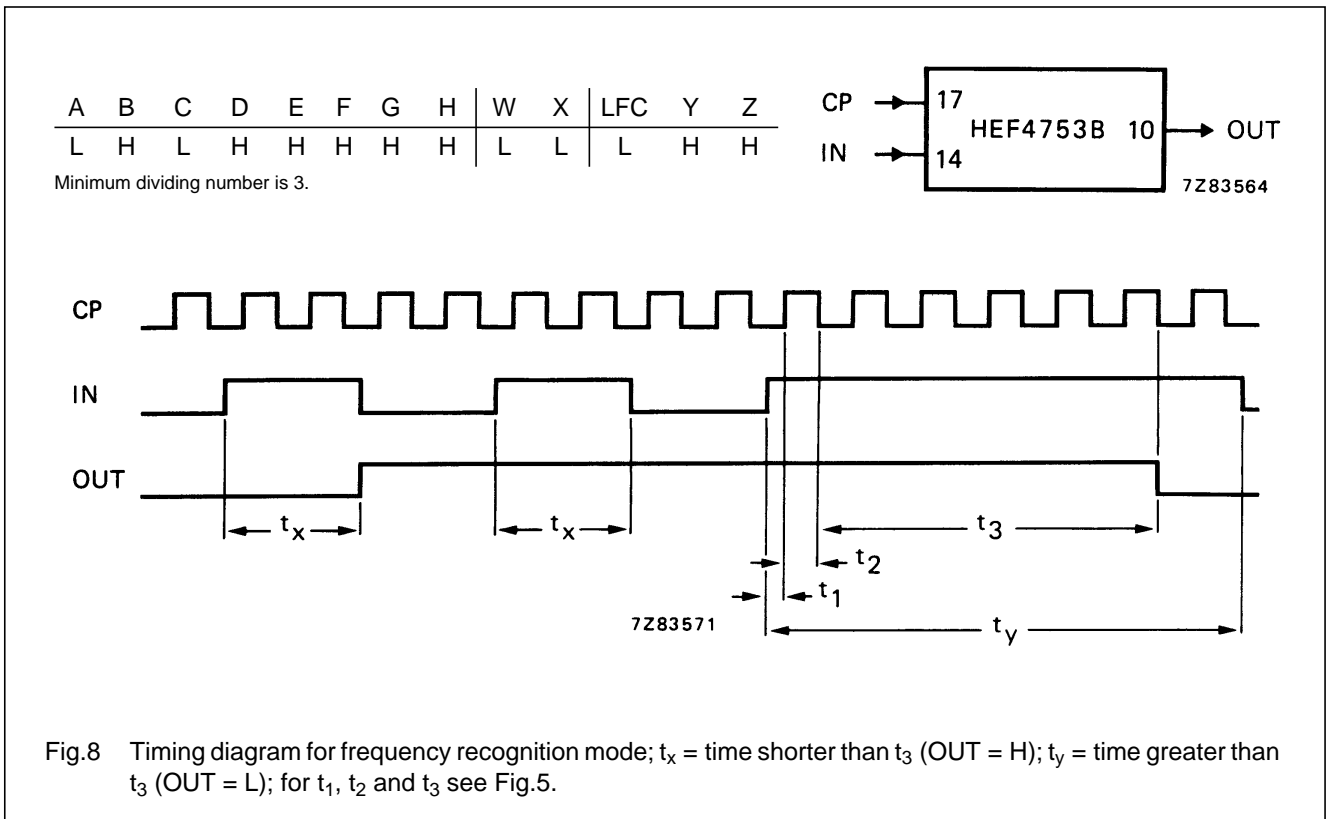 A B C D E F G H W X LFC Y Z
L H L H H H H H L L L H H
Minimum dividing number is 3.
CP 17
HEF4753B 10 OUT
IN 14
7Z83564
CP
IN
OUT
tx tx t3
t2
t1
7Z83571
ty
Fig.8 Timing diagram for frequency recognition mode; tx = time shorter than t3 (OUT = H); ty = time greater than
t3 (OUT = L); for t1, t2 and t3 see Fig.5.